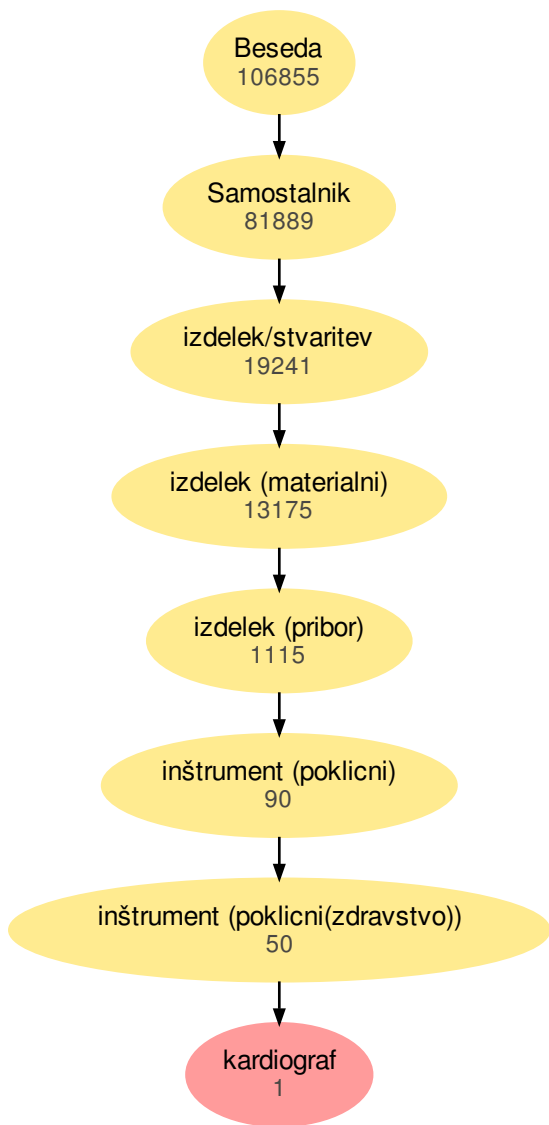 Beseda
106855
Samostalnik
81889
izdelek/stvaritev
19241
izdelek (materialni)
13175
izdelek (pribor)
1115
inštrument (poklicni)
90
inštrument (poklicni(zdravstvo))
50
kardiograf
1